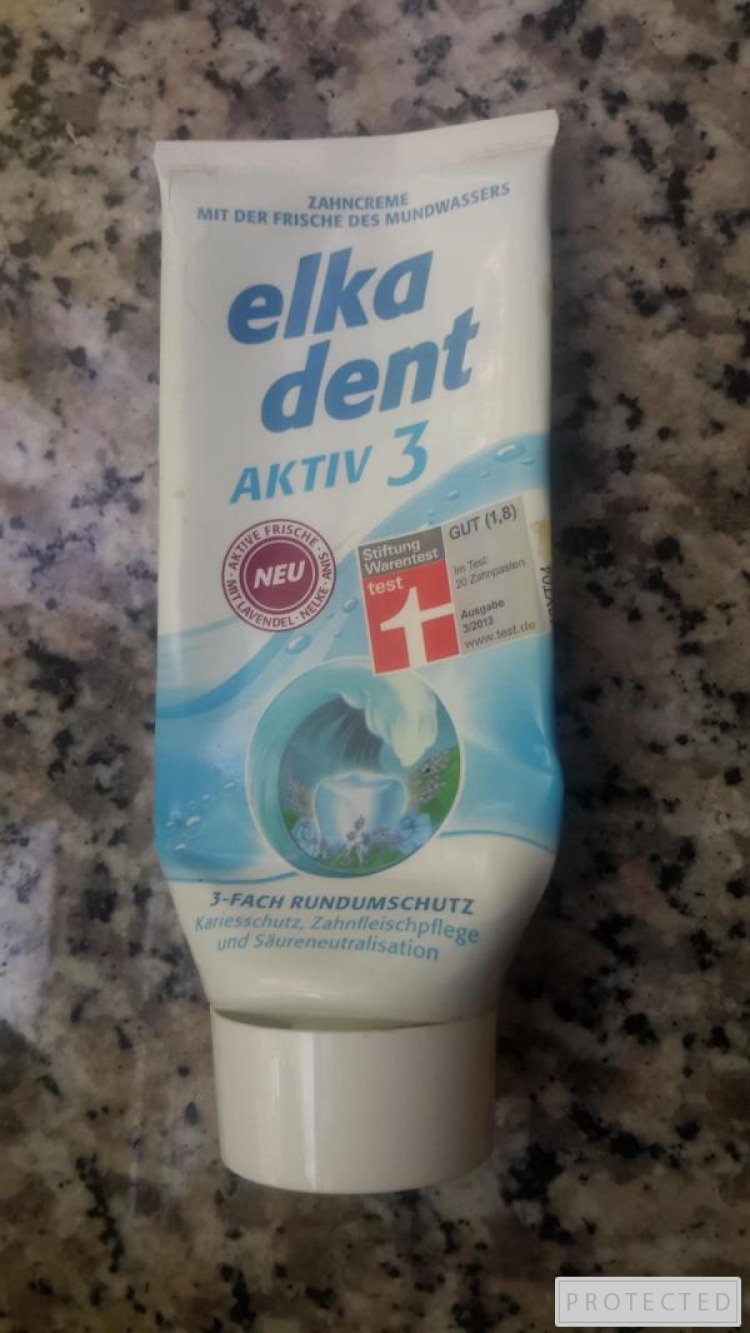 ZAHNCREME
MIT DER FRISCHE DES MUNDWASSERS
elka
dent
AKTIV 3
· AKTIVE FRISCHE ·
NEU
MIT LAVENDEL · NELKE · ANIS
Stiftung
Warentest
test
GUT (1,8)
Im Test:
20 Zahnpasten
Ausgabe
3/2013
www.test.de
3-FACH RUNDUMSCHUTZ
Kariesschutz, Zahnfleischpflege
und Säureneutralisation
PROTECTED